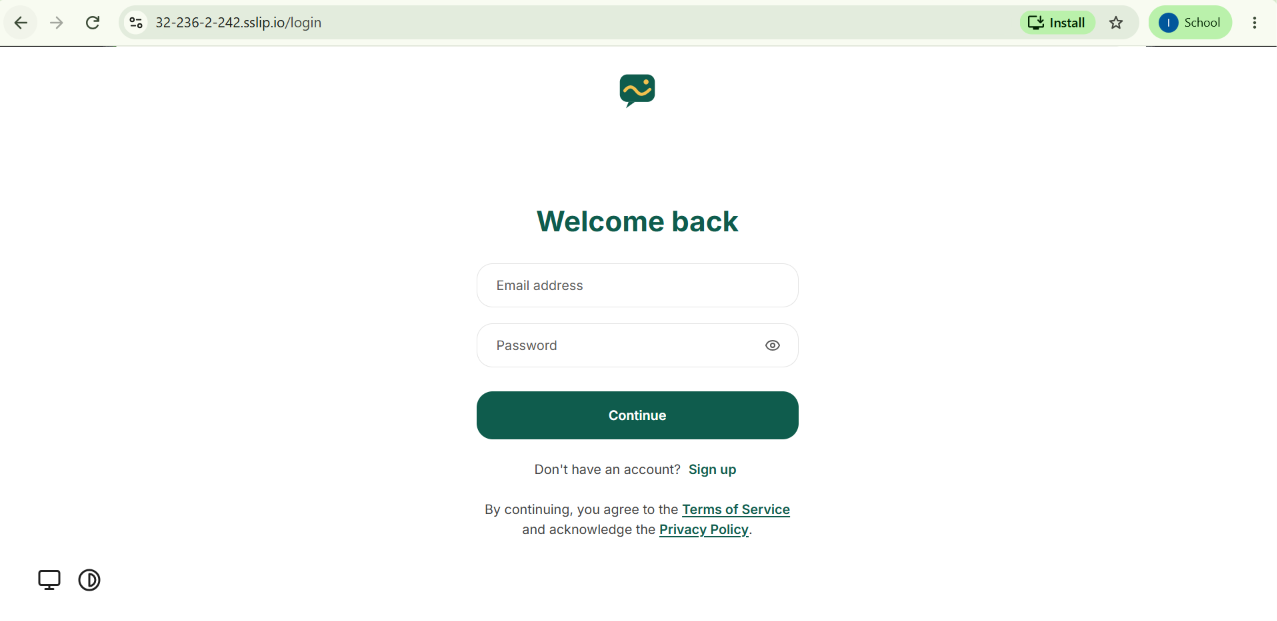 32-236-2-242.sslip.io/login
Install
I
School
Welcome back
Email address
Password
Continue
Don't have an account? Sign up
By continuing, you agree to the Terms of Service
and acknowledge the Privacy Policy.